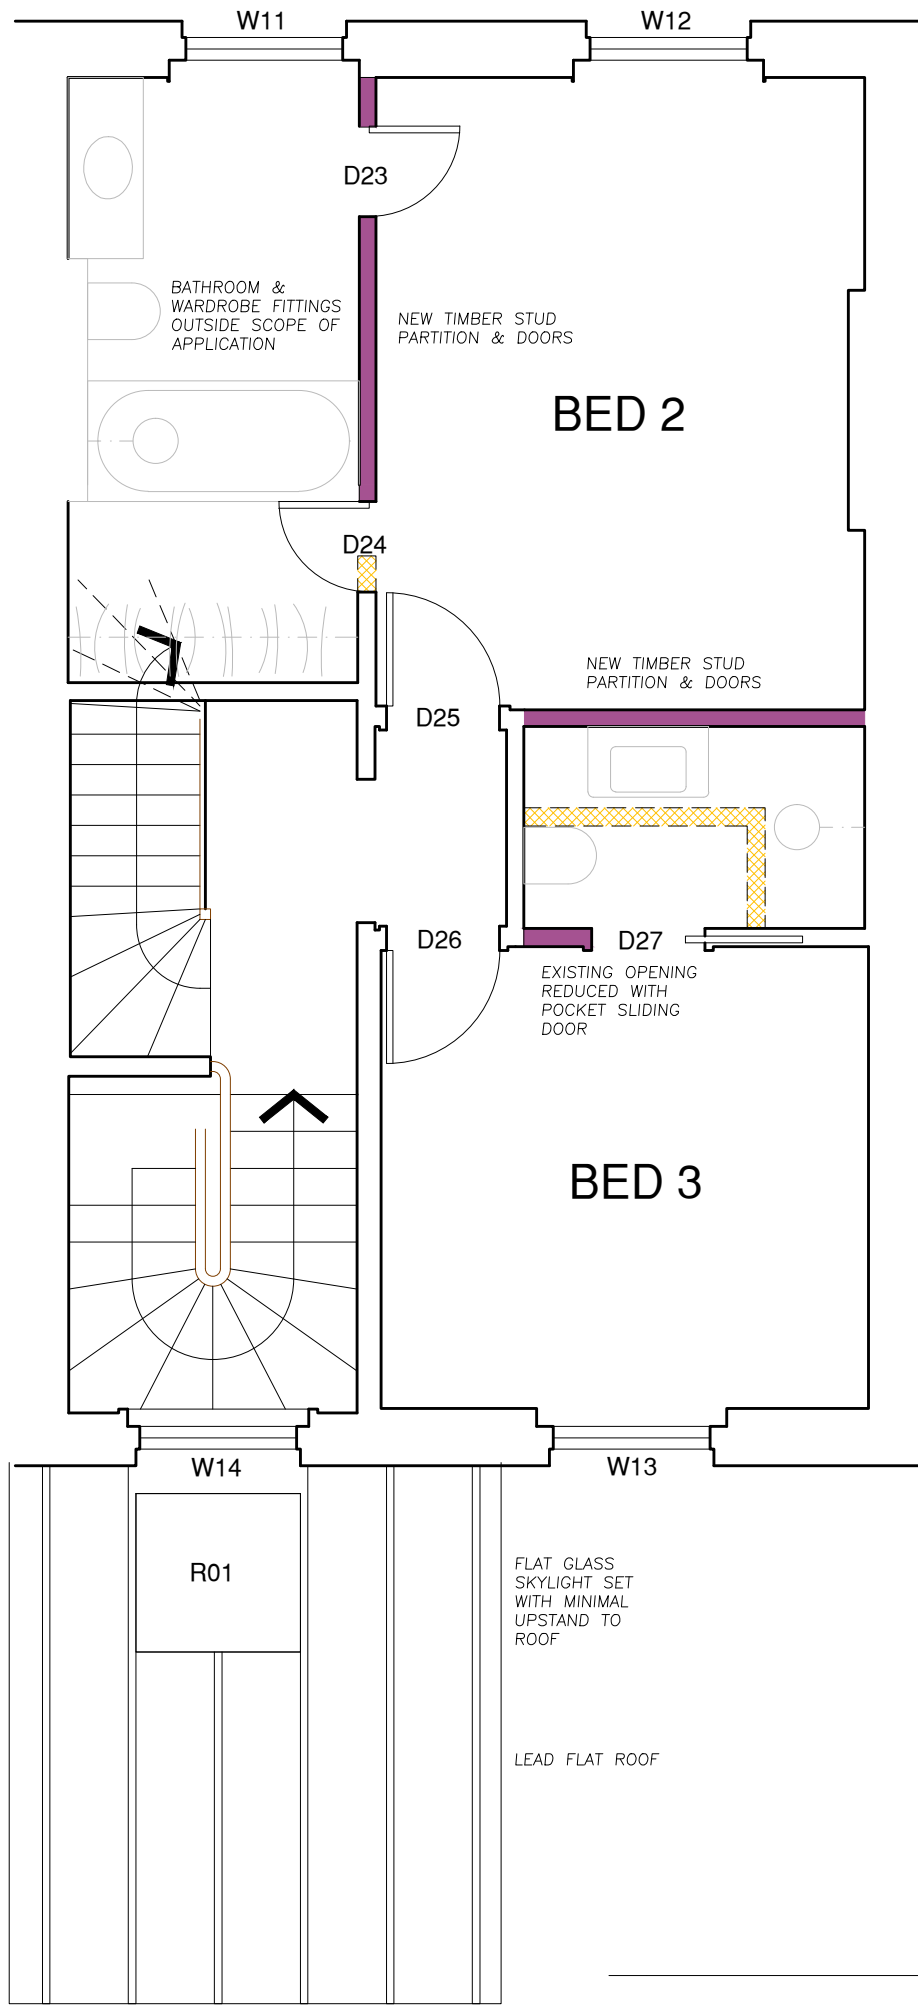 W11
W12
D23
BATHROOM &
WARDROBE FITTINGS
OUTSIDE SCOPE OF
APPLICATION
NEW TIMBER STUD
PARTITION & DOORS
BED 2
D24
NEW TIMBER STUD
PARTITION & DOORS
D25
D26
D27
EXISTING OPENING
REDUCED WITH
POCKET SLIDING
DOOR
BED 3
W14
W13
R01
FLAT GLASS
SKYLIGHT SET
WITH MINIMAL
UPSTAND TO
ROOF
LEAD FLAT ROOF